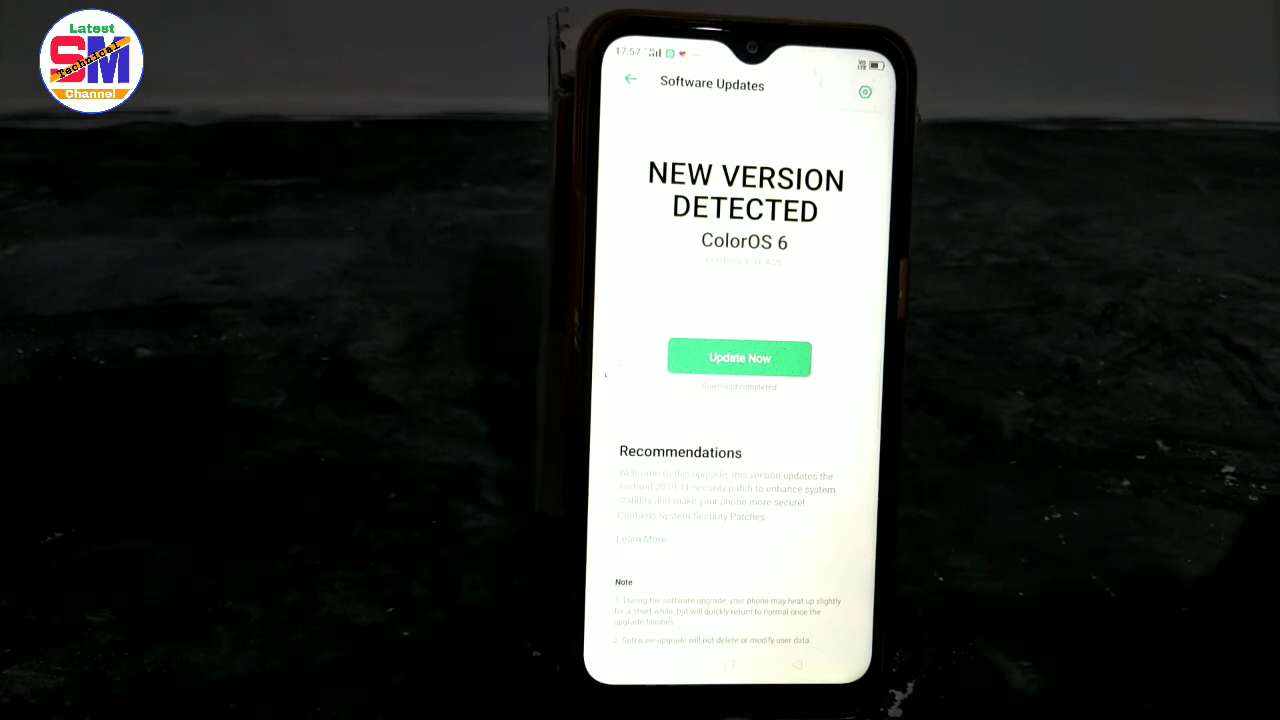 Latest
SM
Technical
Channel
17:57
VO
LTE
Software Updates
NEW VERSION
DETECTED
ColorOS 6
Update Now
Download completed
Recommendations
Welcome to this upgrade, this version updates the
Android 2019-11 security patch to enhance system
stability and make your phone more secure!
Contains System Security Patches
Learn More
Note
1. During the software upgrade, your phone may heat up slightly
for a short while, but will quickly return to normal once the
upgrade finishes.
2. Software upgrade will not delete or modify user data.